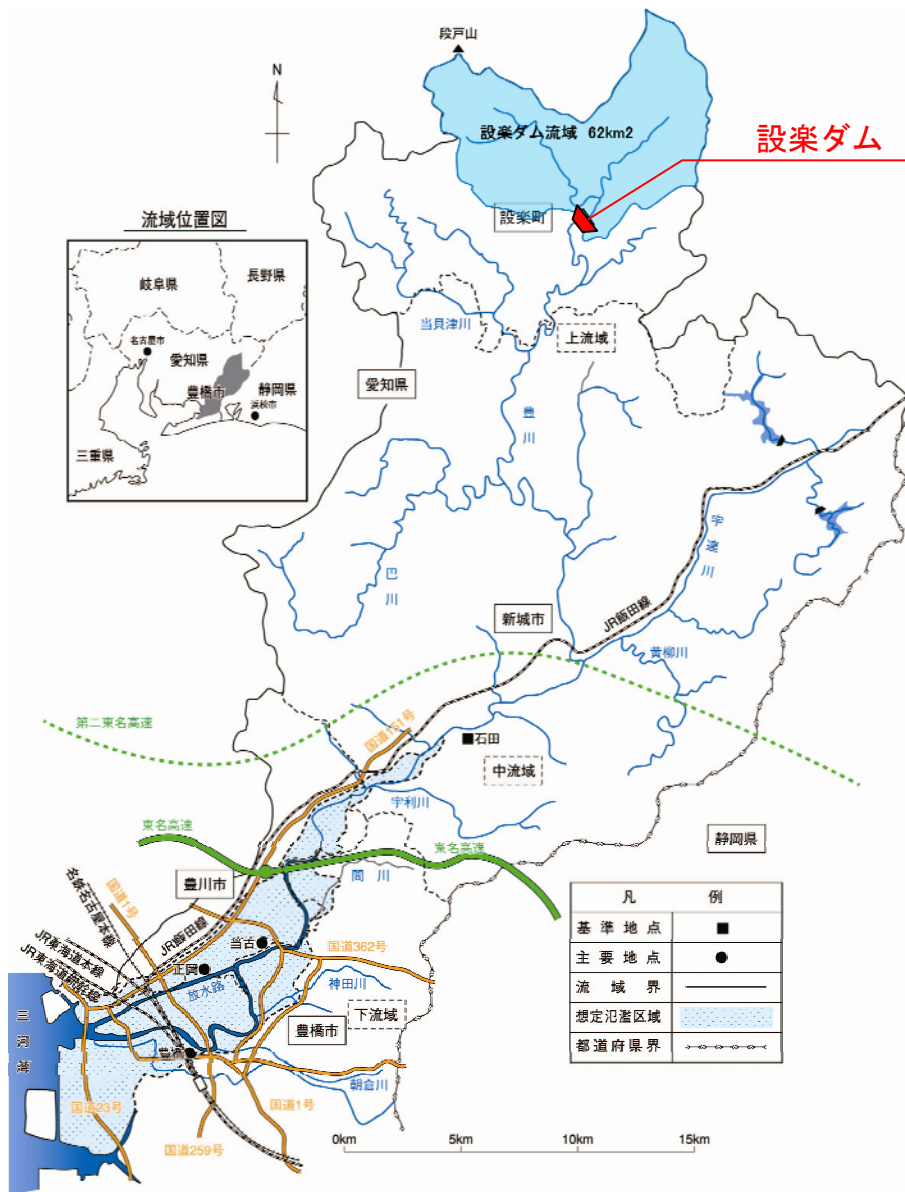 段戸山
N
設楽ダム流域 62km2
設楽ダム
設楽町
流域位置図
長野県
岐阜県
名古屋市
愛知県
豊橋市
静岡県
浜松市
三重県
当貝津川
上流域
愛知県
豊川
宇連川
巴川
新城市
JR飯田線
黄柳川
第二東名高速
国道151号
石田
中流域
宇利川
東名高速
東名高速
静岡県
間川
豊川市
名鉄名古屋本線
国道1号
JR飯田線
JR東海道本線
JR東海道新幹線
当古
国道362号
正岡
放水路
神田川
下流域
豊橋市
三河湾
豊橋
朝倉川
国道23号
国道1号
国道259号
0km 5km 10km 15km
凡例
基準地点
主要地点
流域界
想定氾濫区域
都道府県界